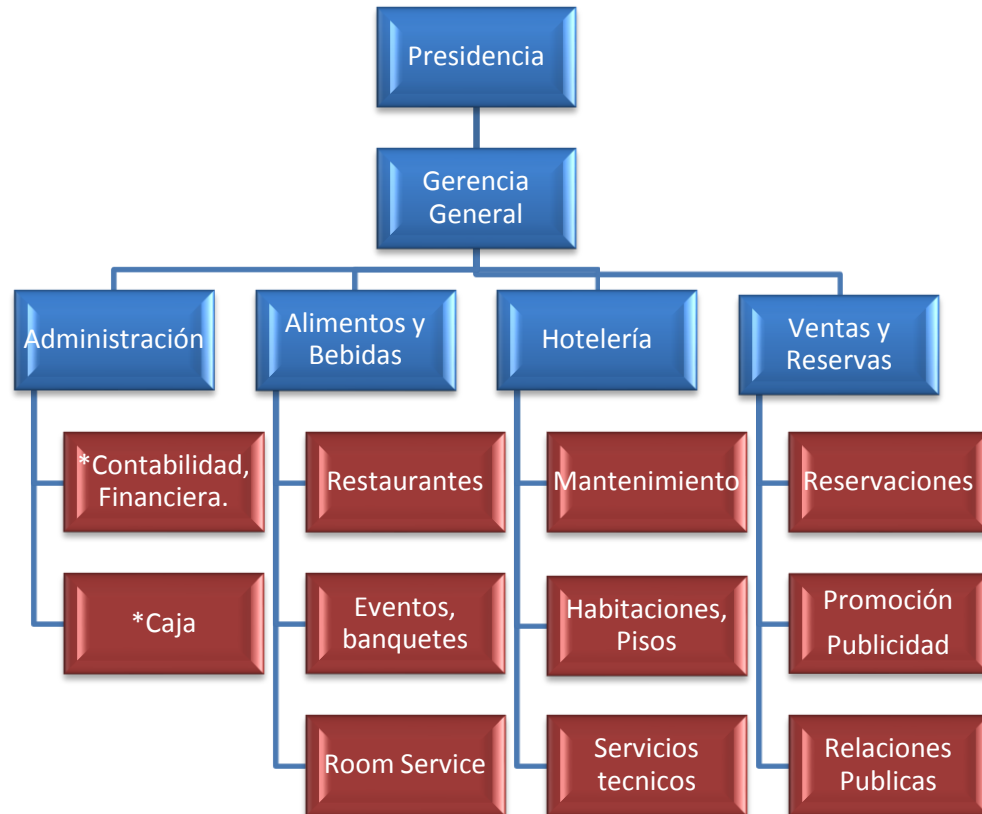 Presidencia
Gerencia
General
Administración
Alimentos y
Bebidas
Hotelería
Ventas y
Reservas
*Contabilidad,
Financiera.
Restaurantes
Mantenimiento
Reservaciones
*Caja
Eventos,
banquetes
Habitaciones,
Pisos
Promoción
Publicidad
Room Service
Servicios
tecnicos
Relaciones
Publicas